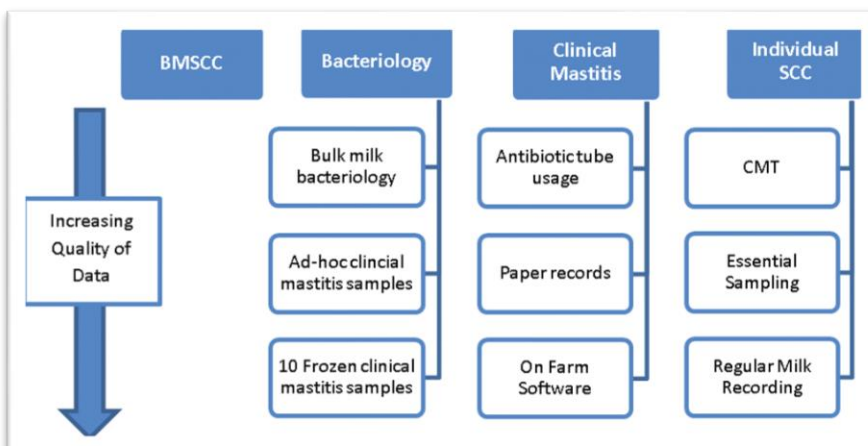 BMSCC
Bacteriology
Clinical
Mastitis
Individual
SCC
Increasing
Quality of
Data
Bulk milk
bacteriology
Antibiotic tube
usage
CMT
Ad-hoc clincial
mastitis samples
Paper records
Essential
Sampling
10 Frozen clinical
mastitis samples
On Farm
Software
Regular Milk
Recording